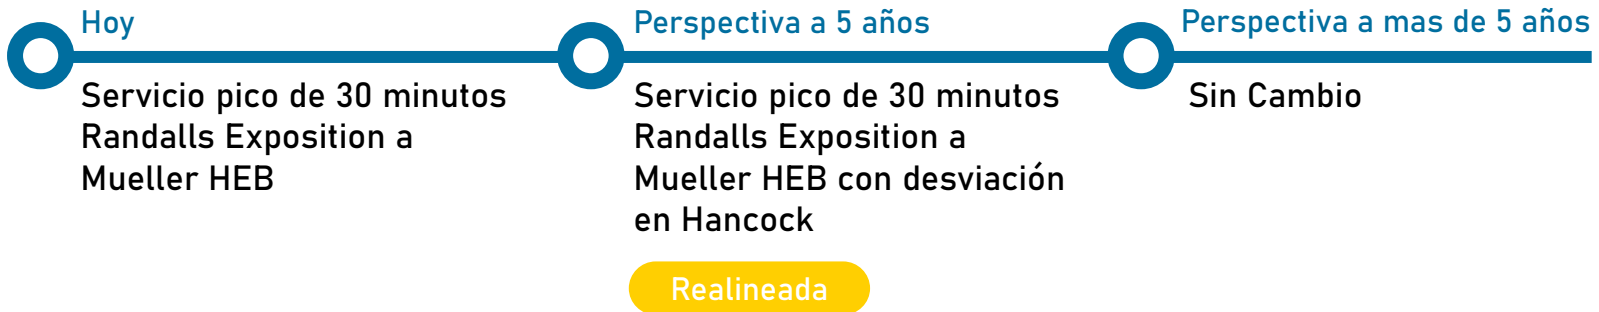 Hoy
Servicio pico de 30 minutos
Randalls Exposition a
Mueller HEB
Perspectiva a 5 años
Servicio pico de 30 minutos
Randalls Exposition a
Mueller HEB con desviación
en Hancock
Realineada
Perspectiva a mas de 5 años
Sin Cambio